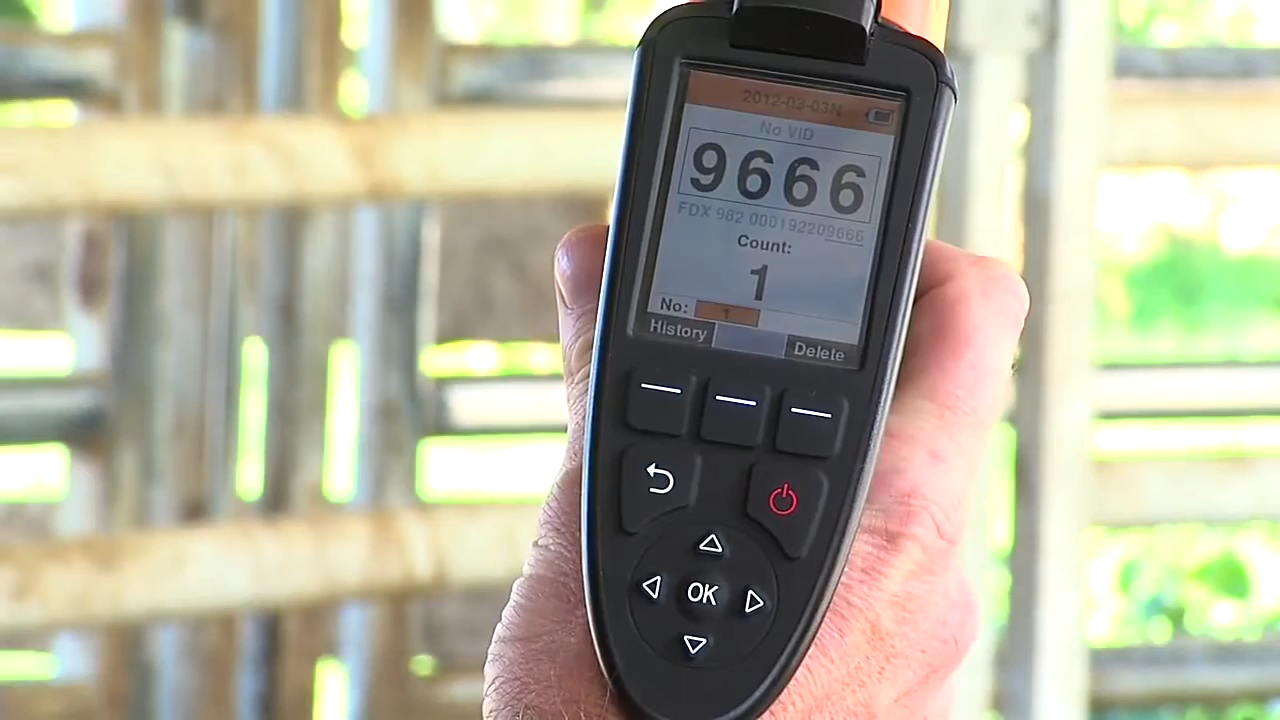 2012-03-03N
No VID
9666
FDX 982 000192209666
Count:
1
No: 1
History Delete
OK